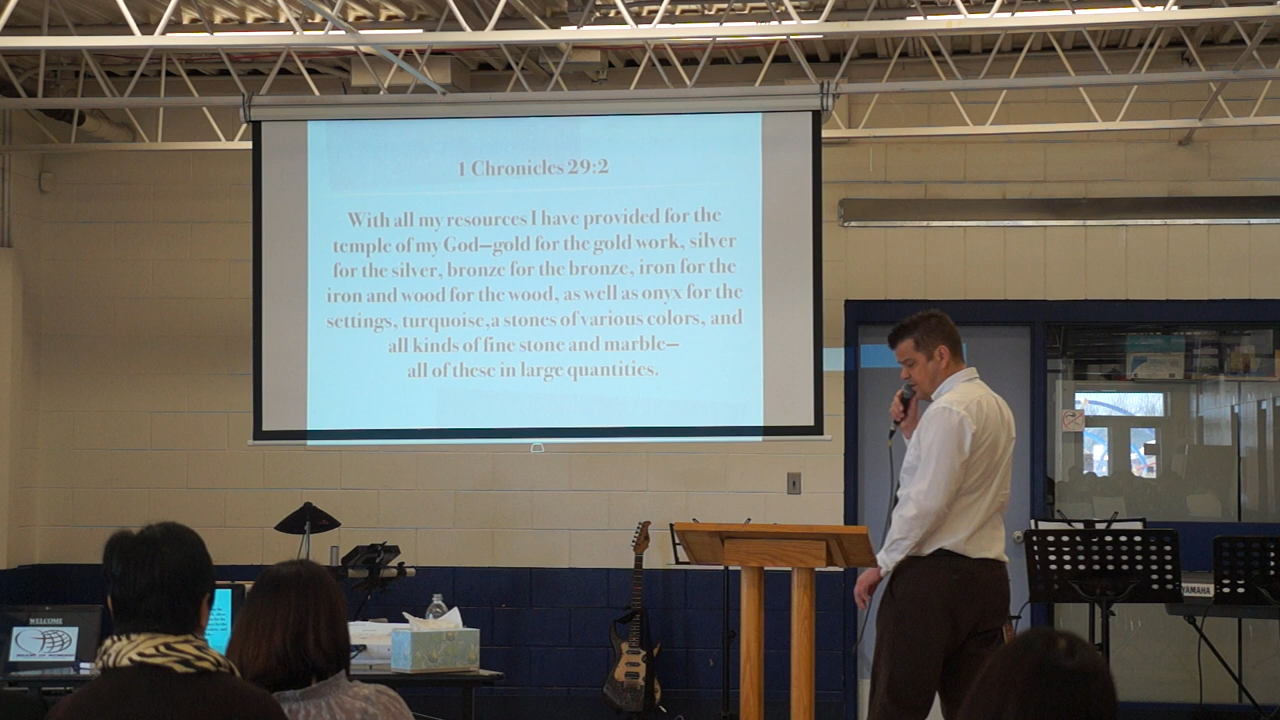 1 Chronicles 29:2
With all my resources I have provided for the
temple of my God—gold for the gold work, silver
for the silver, bronze for the bronze, iron for the
iron and wood for the wood, as well as onyx for the
settings, turquoise,a stones of various colors, and
all kinds of fine stone and marble—
all of these in large quantities.
WELCOME
YAMAHA